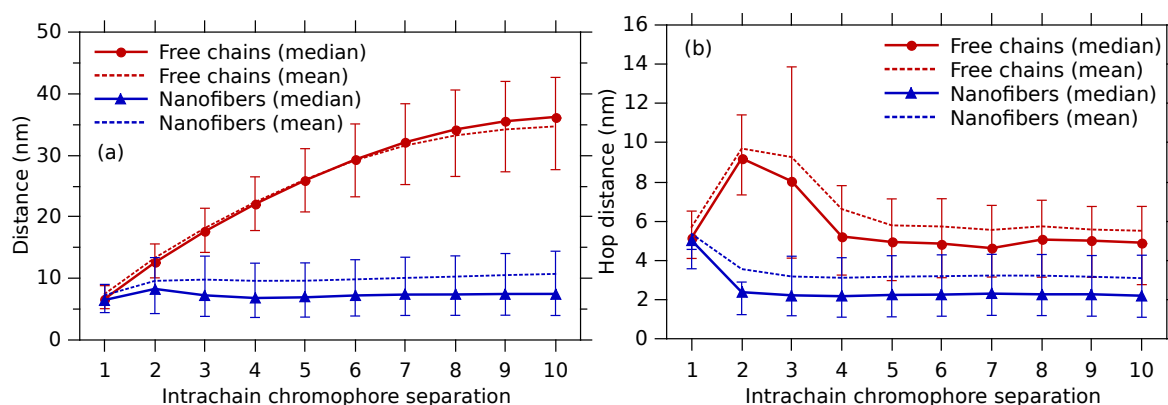 50
40
30
20
10
0
Distance (nm)
Free chains (median)
Free chains (mean)
Nanofibers (median)
Nanofibers (mean)
(a)
1 2 3 4 5 6 7 8 9 10
Intrachain chromophore separation
16
14
12
10
8
6
4
2
0
Hop distance (nm)
(b)
Free chains (median)
Free chains (mean)
Nanofibers (median)
Nanofibers (mean)
1 2 3 4 5 6 7 8 9 10
Intrachain chromophore separation